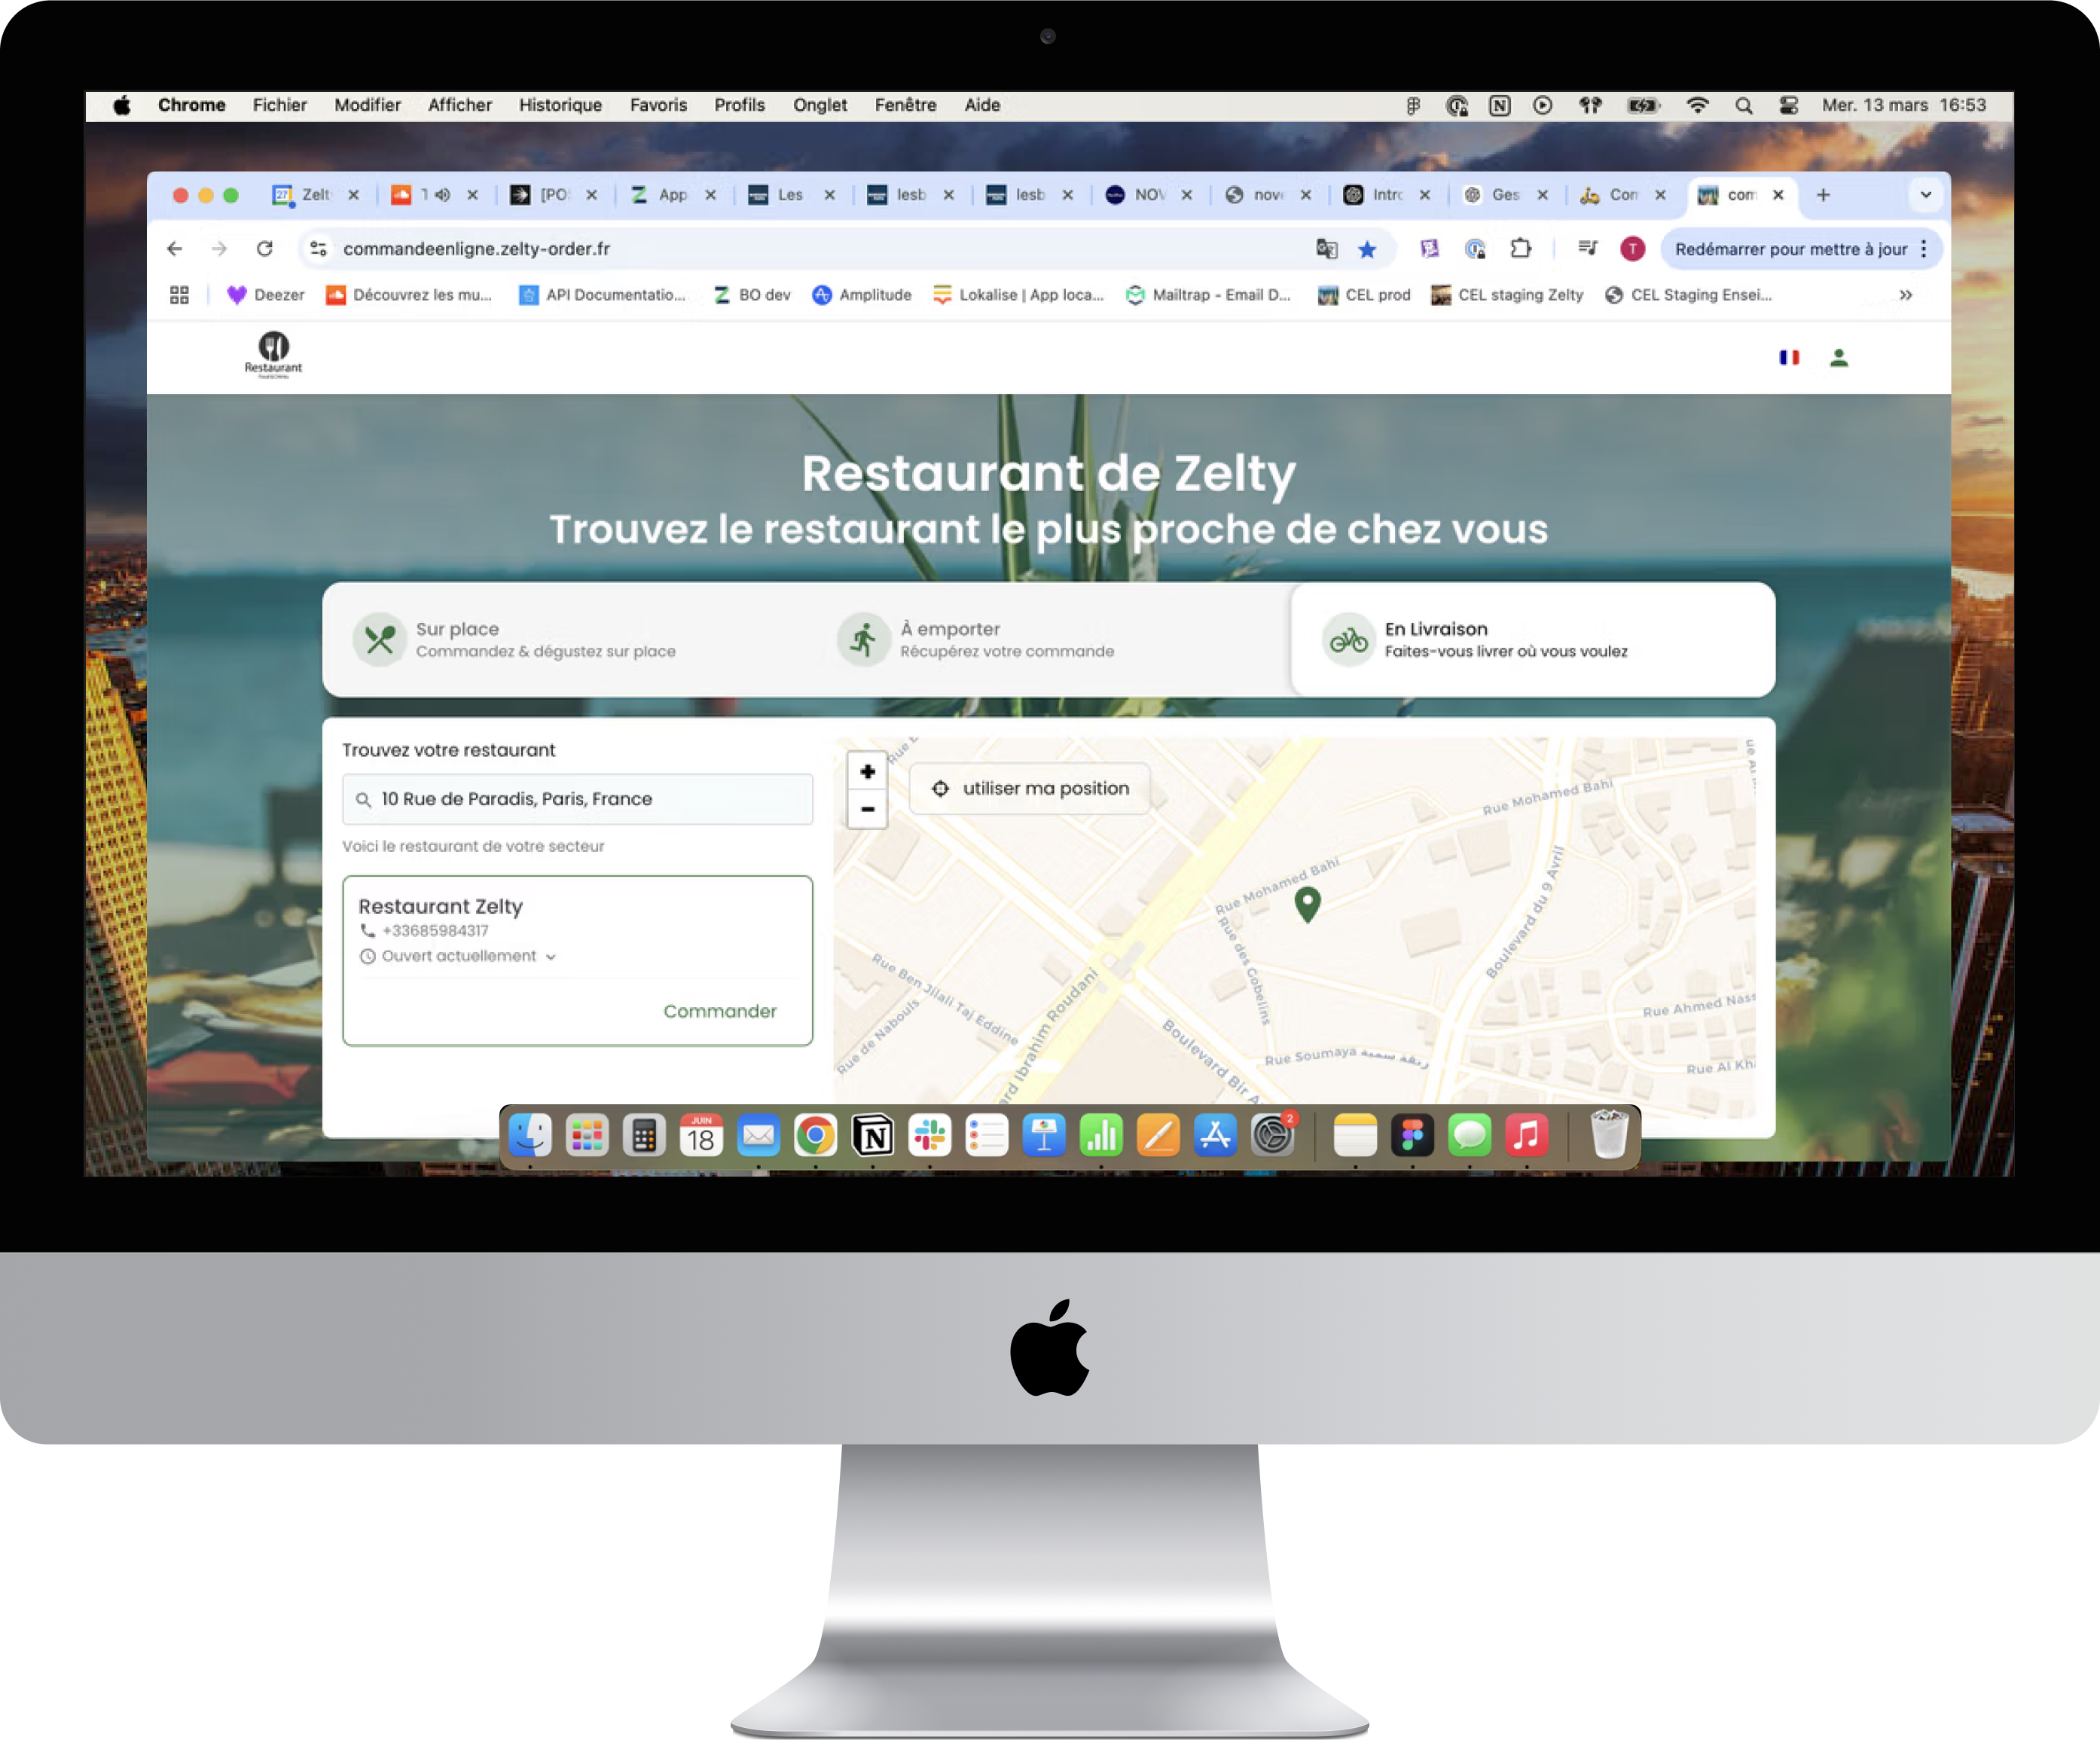 Chrome Fichier Modifier Afficher Historique Favoris Profils Onglet Fenêtre Aide Mer. 13 mars 16:53
27 Zelt [PO App Les lesb lesb NOV nov Intro Ges Con com
commandeenligne.zelty-order.fr T Redémarrer pour mettre à jour
Deezer Découvrez les mu... API Documentatio... BO dev Amplitude Lokalise | App loca... Mailtrap - Email D... CEL prod CEL staging Zelty CEL Staging Ensei...
Restaurant
Restaurant de Zelty
Trouvez le restaurant le plus proche de chez vous
Sur place
Commandez & dégustez sur place
À emporter
Récupérez votre commande
En Livraison
Faites-vous livrer où vous voulez
Trouvez votre restaurant
10 Rue de Paradis, Paris, France
Voici le restaurant de votre secteur
Restaurant Zelty
+33685984317
Ouvert actuellement
Commander
+
-
utiliser ma position
Rue Mohamed Bahi
Rue Mohamed Bahi
Boulevard du 9 Avril
Rue des Gobelins
Rue Ben Jilali Taj Eddine
Rue de Nabouls
ard Ibrahim Roudani
Boulevard Bir A
Rue Soumaya زنقة سمية
Rue Ahmed Nass
Rue Al Kh
JUIN
18
2